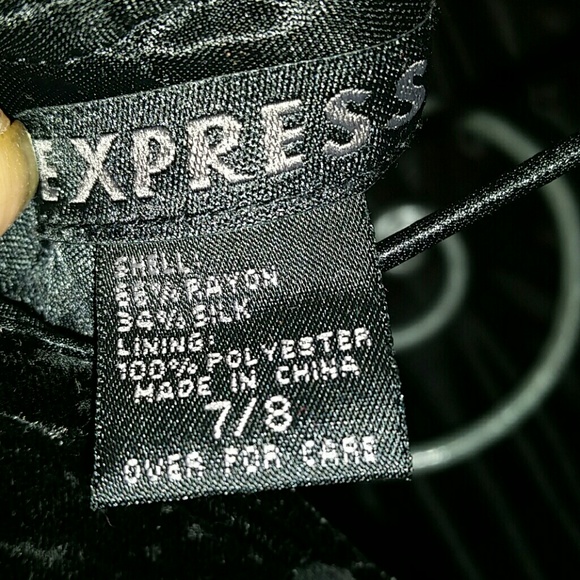 EXPRESS
SHELL
66% RAYON
34% SILK
LINING:
100% POLYESTER
MADE IN CHINA
7/8
OVER FOR CARE